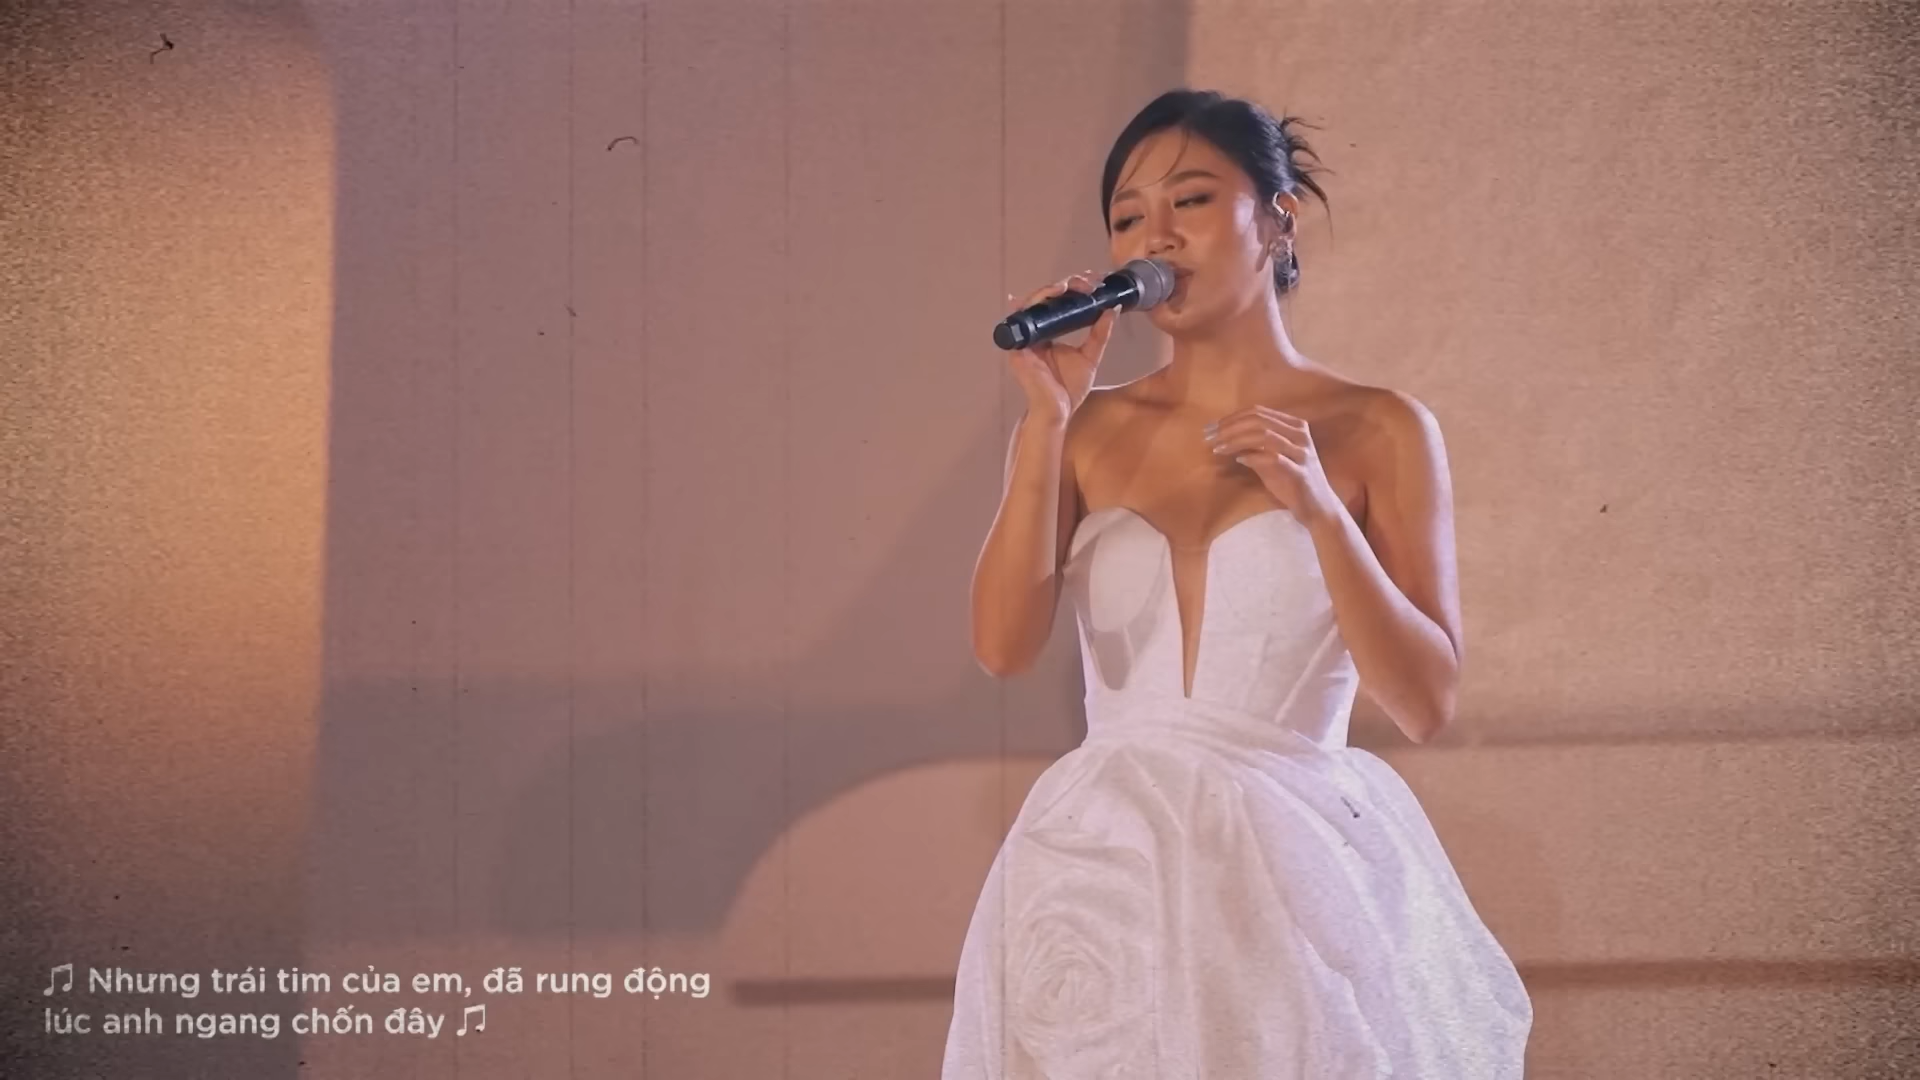 ♫ Nhưng trái tim của em, đã rung động
lúc anh ngang chốn đây ♫